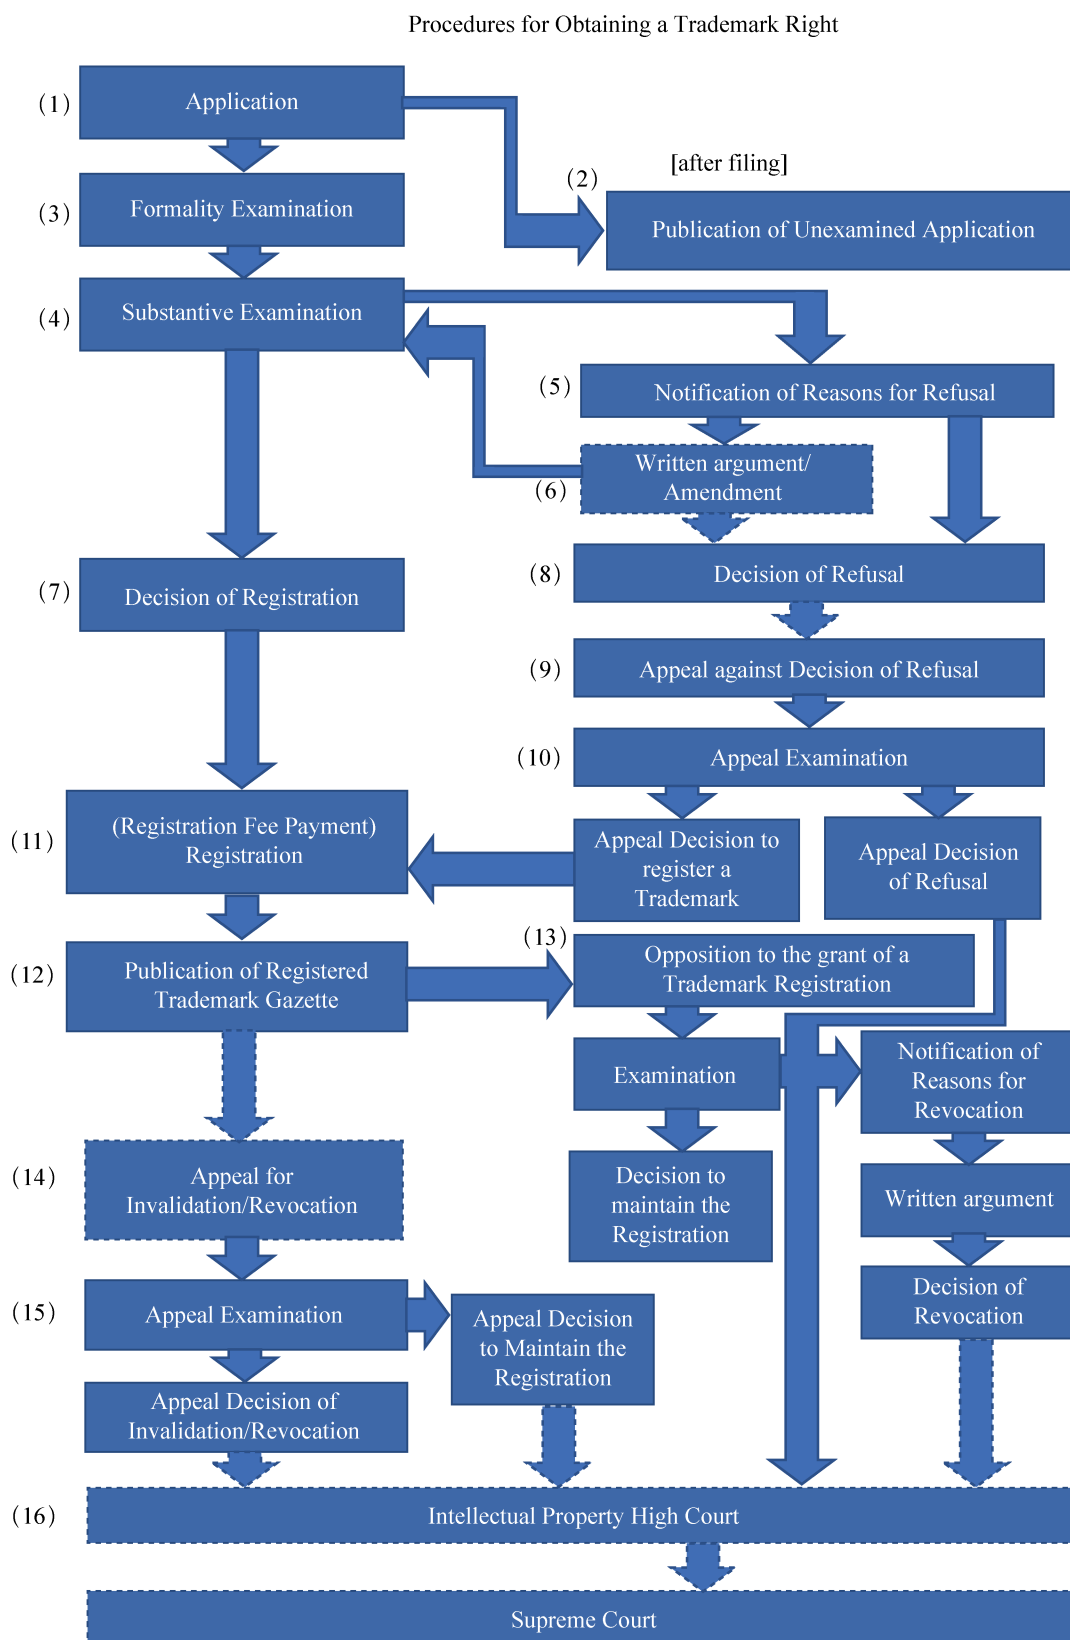 Procedures for Obtaining a Trademark Right
(1)
Application
[after filing]
(2)
Publication of Unexamined Application
(3)
Formality Examination
(4)
Substantive Examination
(5)
Notification of Reasons for Refusal
(6)
Written argument/
Amendment
(7)
Decision of Registration
(8)
Decision of Refusal
(9)
Appeal against Decision of Refusal
(10)
Appeal Examination
(11)
(Registration Fee Payment)
Registration
Appeal Decision to
register a
Trademark
Appeal Decision
of Refusal
(12)
Publication of Registered
Trademark Gazette
(13)
Opposition to the grant of a
Trademark Registration
Examination
Notification of
Reasons for
Revocation
Decision to
maintain the
Registration
Written argument
Decision of
Revocation
(14)
Appeal for
Invalidation/Revocation
(15)
Appeal Examination
Appeal Decision
to Maintain the
Registration
Appeal Decision of
Invalidation/Revocation
(16)
Intellectual Property High Court
Supreme Court